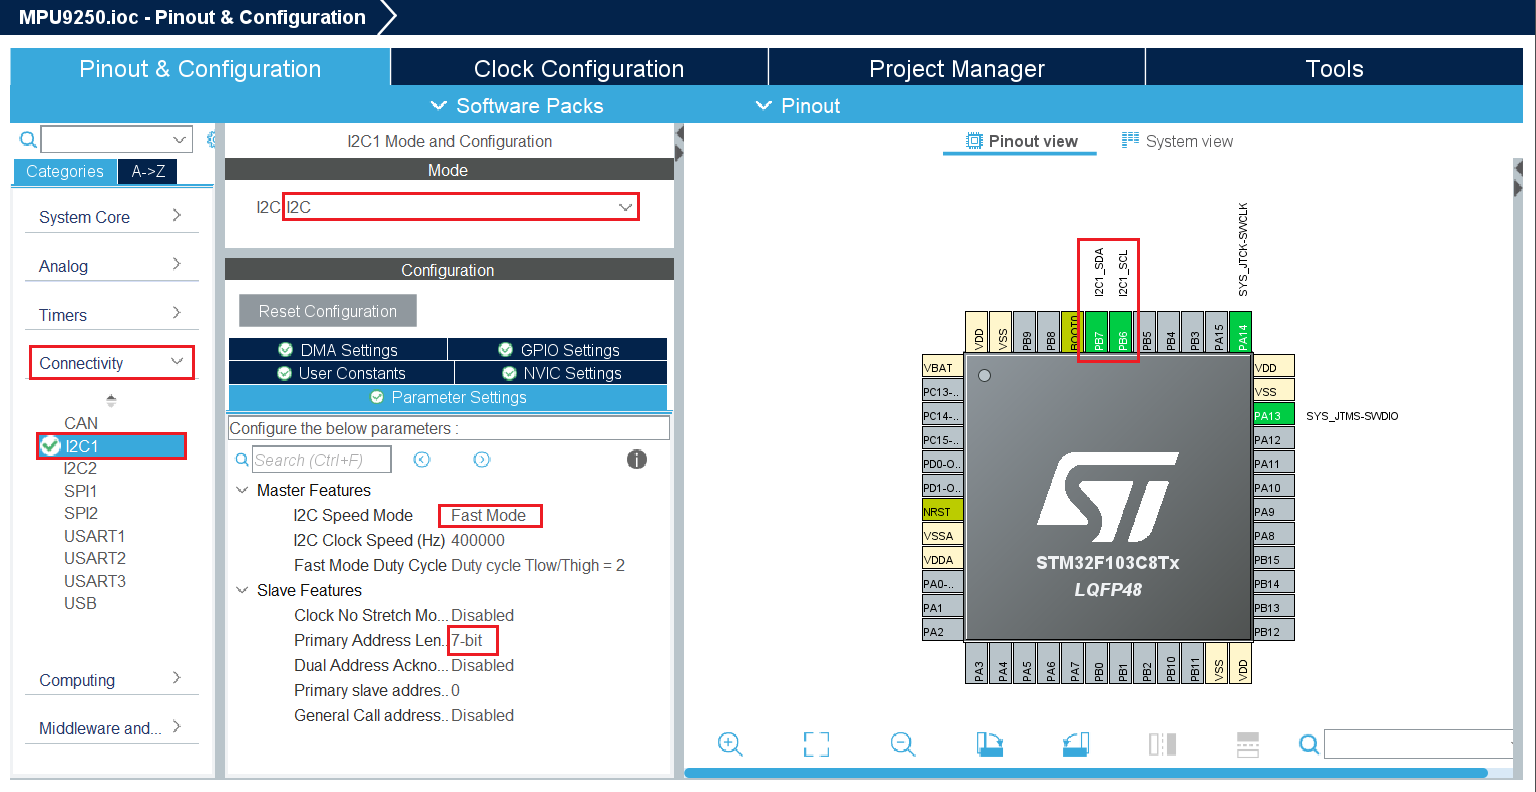 MPU9250.ioc - Pinout & Configuration
Pinout & Configuration
Clock Configuration
Project Manager
Tools
Software Packs
Pinout
Categories
A->Z
System Core
Analog
Timers
Connectivity
CAN
I2C1
I2C2
SPI1
SPI2
USART1
USART2
USART3
USB
Computing
Middleware and...
I2C1 Mode and Configuration
Mode
I2C I2C
Configuration
Reset Configuration
DMA Settings
GPIO Settings
User Constants
NVIC Settings
Parameter Settings
Configure the below parameters :
Search (Ctrl+F)
Master Features
I2C Speed Mode Fast Mode
I2C Clock Speed (Hz) 400000
Fast Mode Duty Cycle Duty cycle Tlow/Thigh = 2
Slave Features
Clock No Stretch Mo... Disabled
Primary Address Len... 7-bit
Dual Address Ackno... Disabled
Primary slave addres... 0
General Call address... Disabled
Pinout view
System view
I2C1_SDA
I2C1_SCL
SYS_JTCK-SWCLK
VDD
VSS
PB9
PB8
BOOT0
PB7
PB6
PB5
PB4
PB3
PA15
PA14
VBAT
PC13-..
PC14-..
PC15-..
PD0-O..
PD1-O..
NRST
VSSA
VDDA
PA0-..
PA1
PA2
VDD
VSS
PA13
SYS_JTMS-SWDIO
PA12
PA11
PA10
PA9
PA8
PB15
PB14
PB13
PB12
ST
STM32F103C8Tx
LQFP48
PA3
PA4
PA5
PA6
PA7
PB0
PB1
PB2
PB10
PB11
VSS
VDD